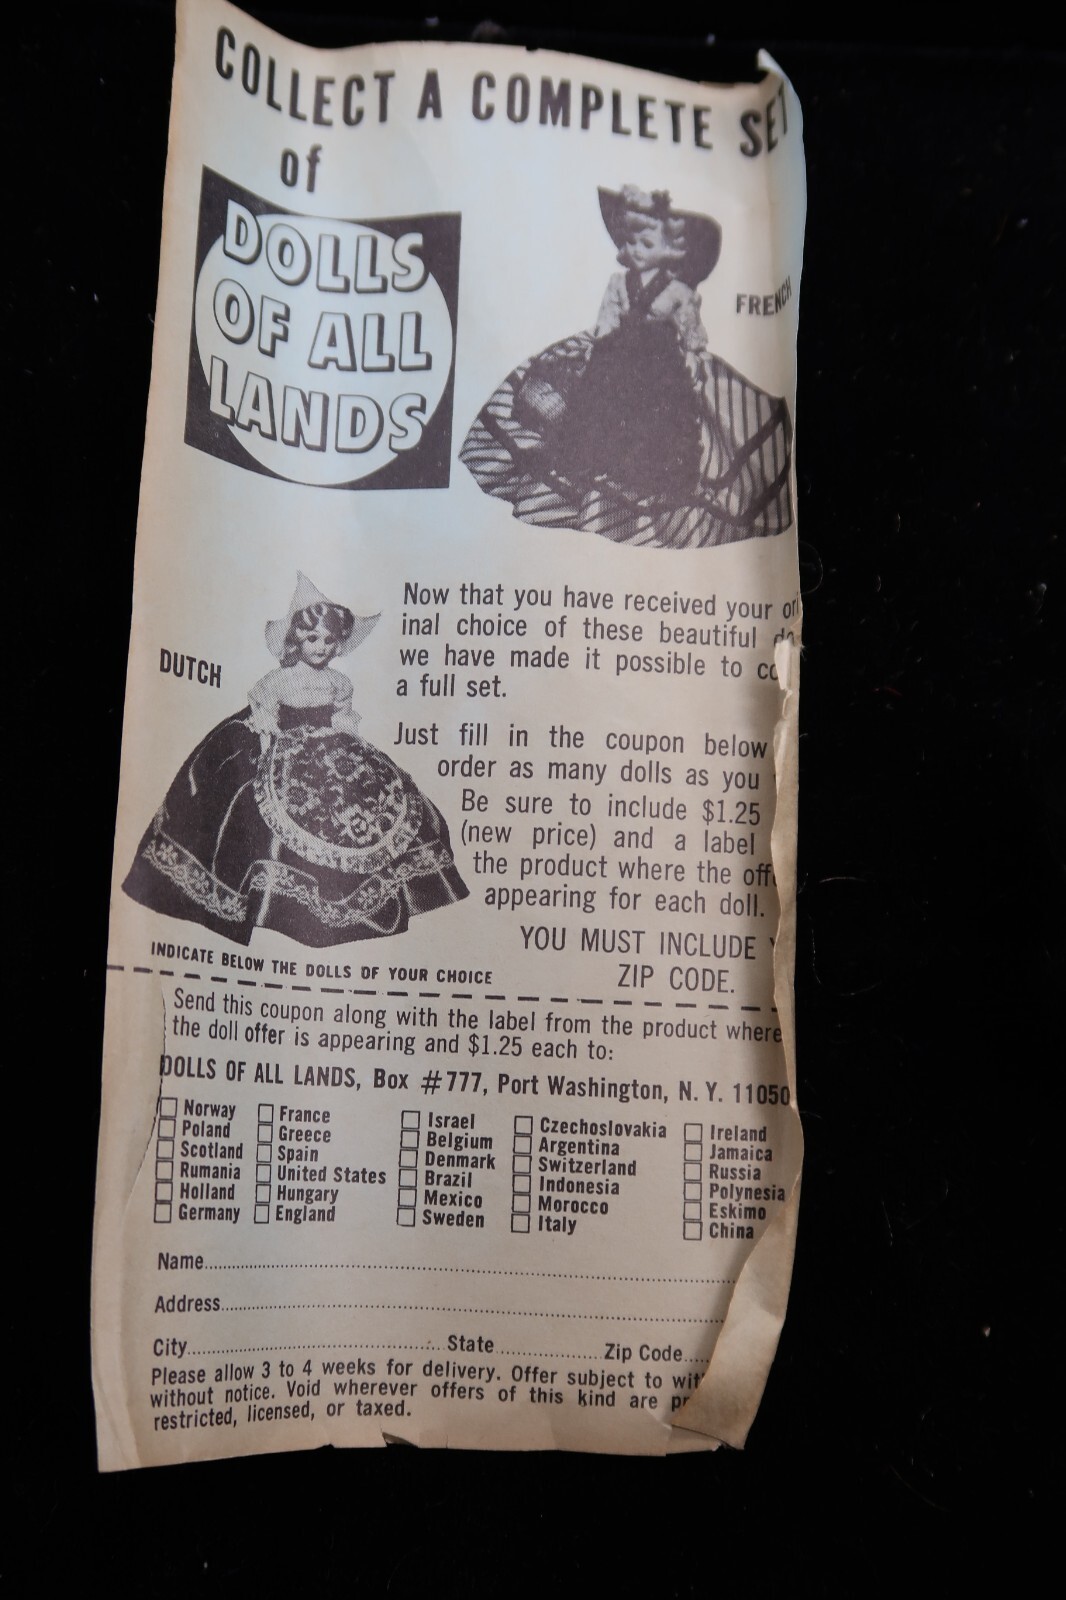 COLLECT A COMPLETE SET
of
DOLLS
OF ALL
LANDS
FRENCH
DUTCH
Now that you have received your
inal choice of these beautiful
we have made it possible to
a full set.
Just fill in the coupon below
order as many dolls as you
Be sure to include $1.25
(new price) and a label
the product where the
appearing for each doll.
YOU MUST INCLUDE
ZIP CODE.
INDICATE BELOW THE DOLLS OF YOUR CHOICE
Send this coupon along with the label from the product where
the doll offer is appearing and $1.25 each to:
DOLLS OF ALL LANDS, Box #777, Port Washington, N. Y. 11050
Norway France Israel Czechoslovakia Ireland
Poland Greece Belgium Argentina Jamaica
Scotland Spain Denmark Switzerland Russia
Rumania United States Brazil Indonesia Polynesia
Holland Hungary Mexico Morocco Eskimo
Germany England Sweden Italy China
Name
Address
City State Zip Code
Please allow 3 to 4 weeks for delivery. Offer subject to
without notice. Void wherever offers of this kind are
restricted, licensed, or taxed.